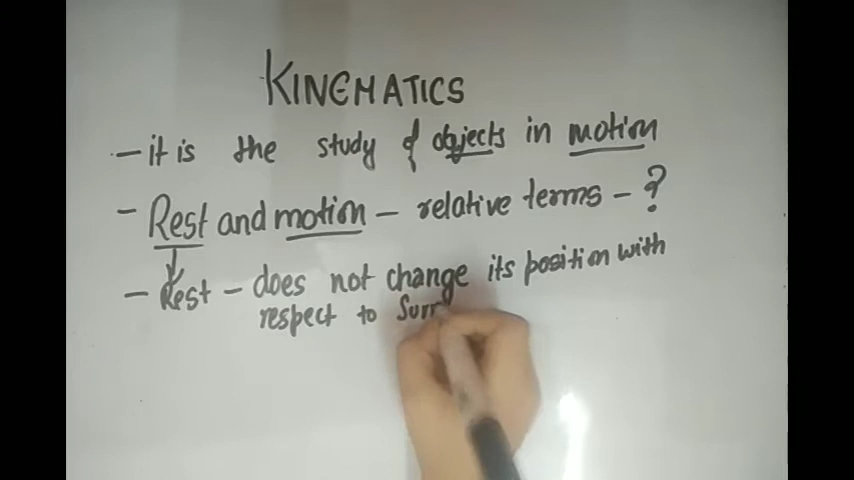 KINEMATICS
- it is the study of objects in motion
- Rest and motion - relative terms - ?
- Rest - does not change its position with
respect to Surr